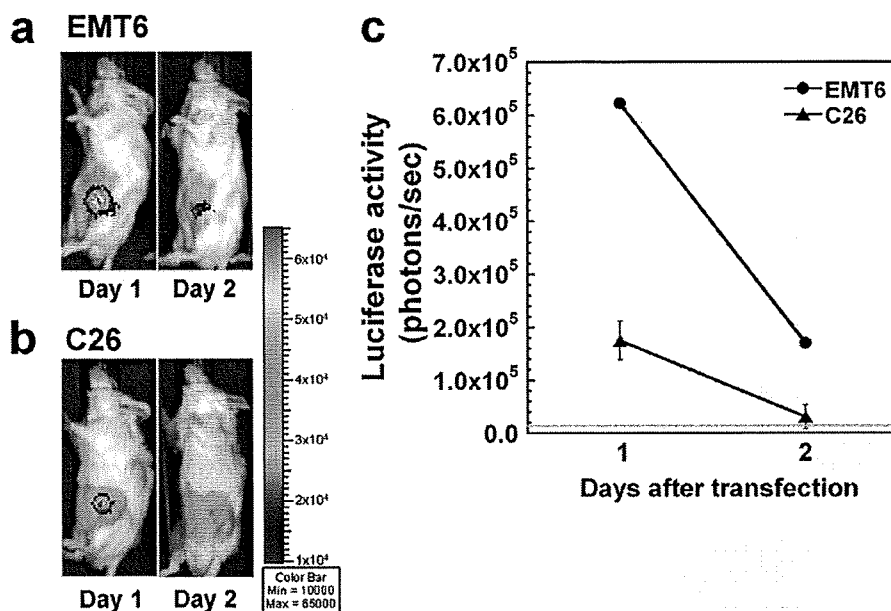 a EMT6
Day 1 Day 2
b C26
Day 1 Day 2
6x10⁴
5x10⁴
4x10⁴
3x10⁴
2x10⁴
1x10⁴
Color Bar
Min = 10000
Max = 65000
c
7.0x10⁵
6.0x10⁵
5.0x10⁵
4.0x10⁵
3.0x10⁵
2.0x10⁵
1.0x10⁵
0.0
Luciferase activity
(photons/sec)
EMT6
C26
1 2
Days after transfection